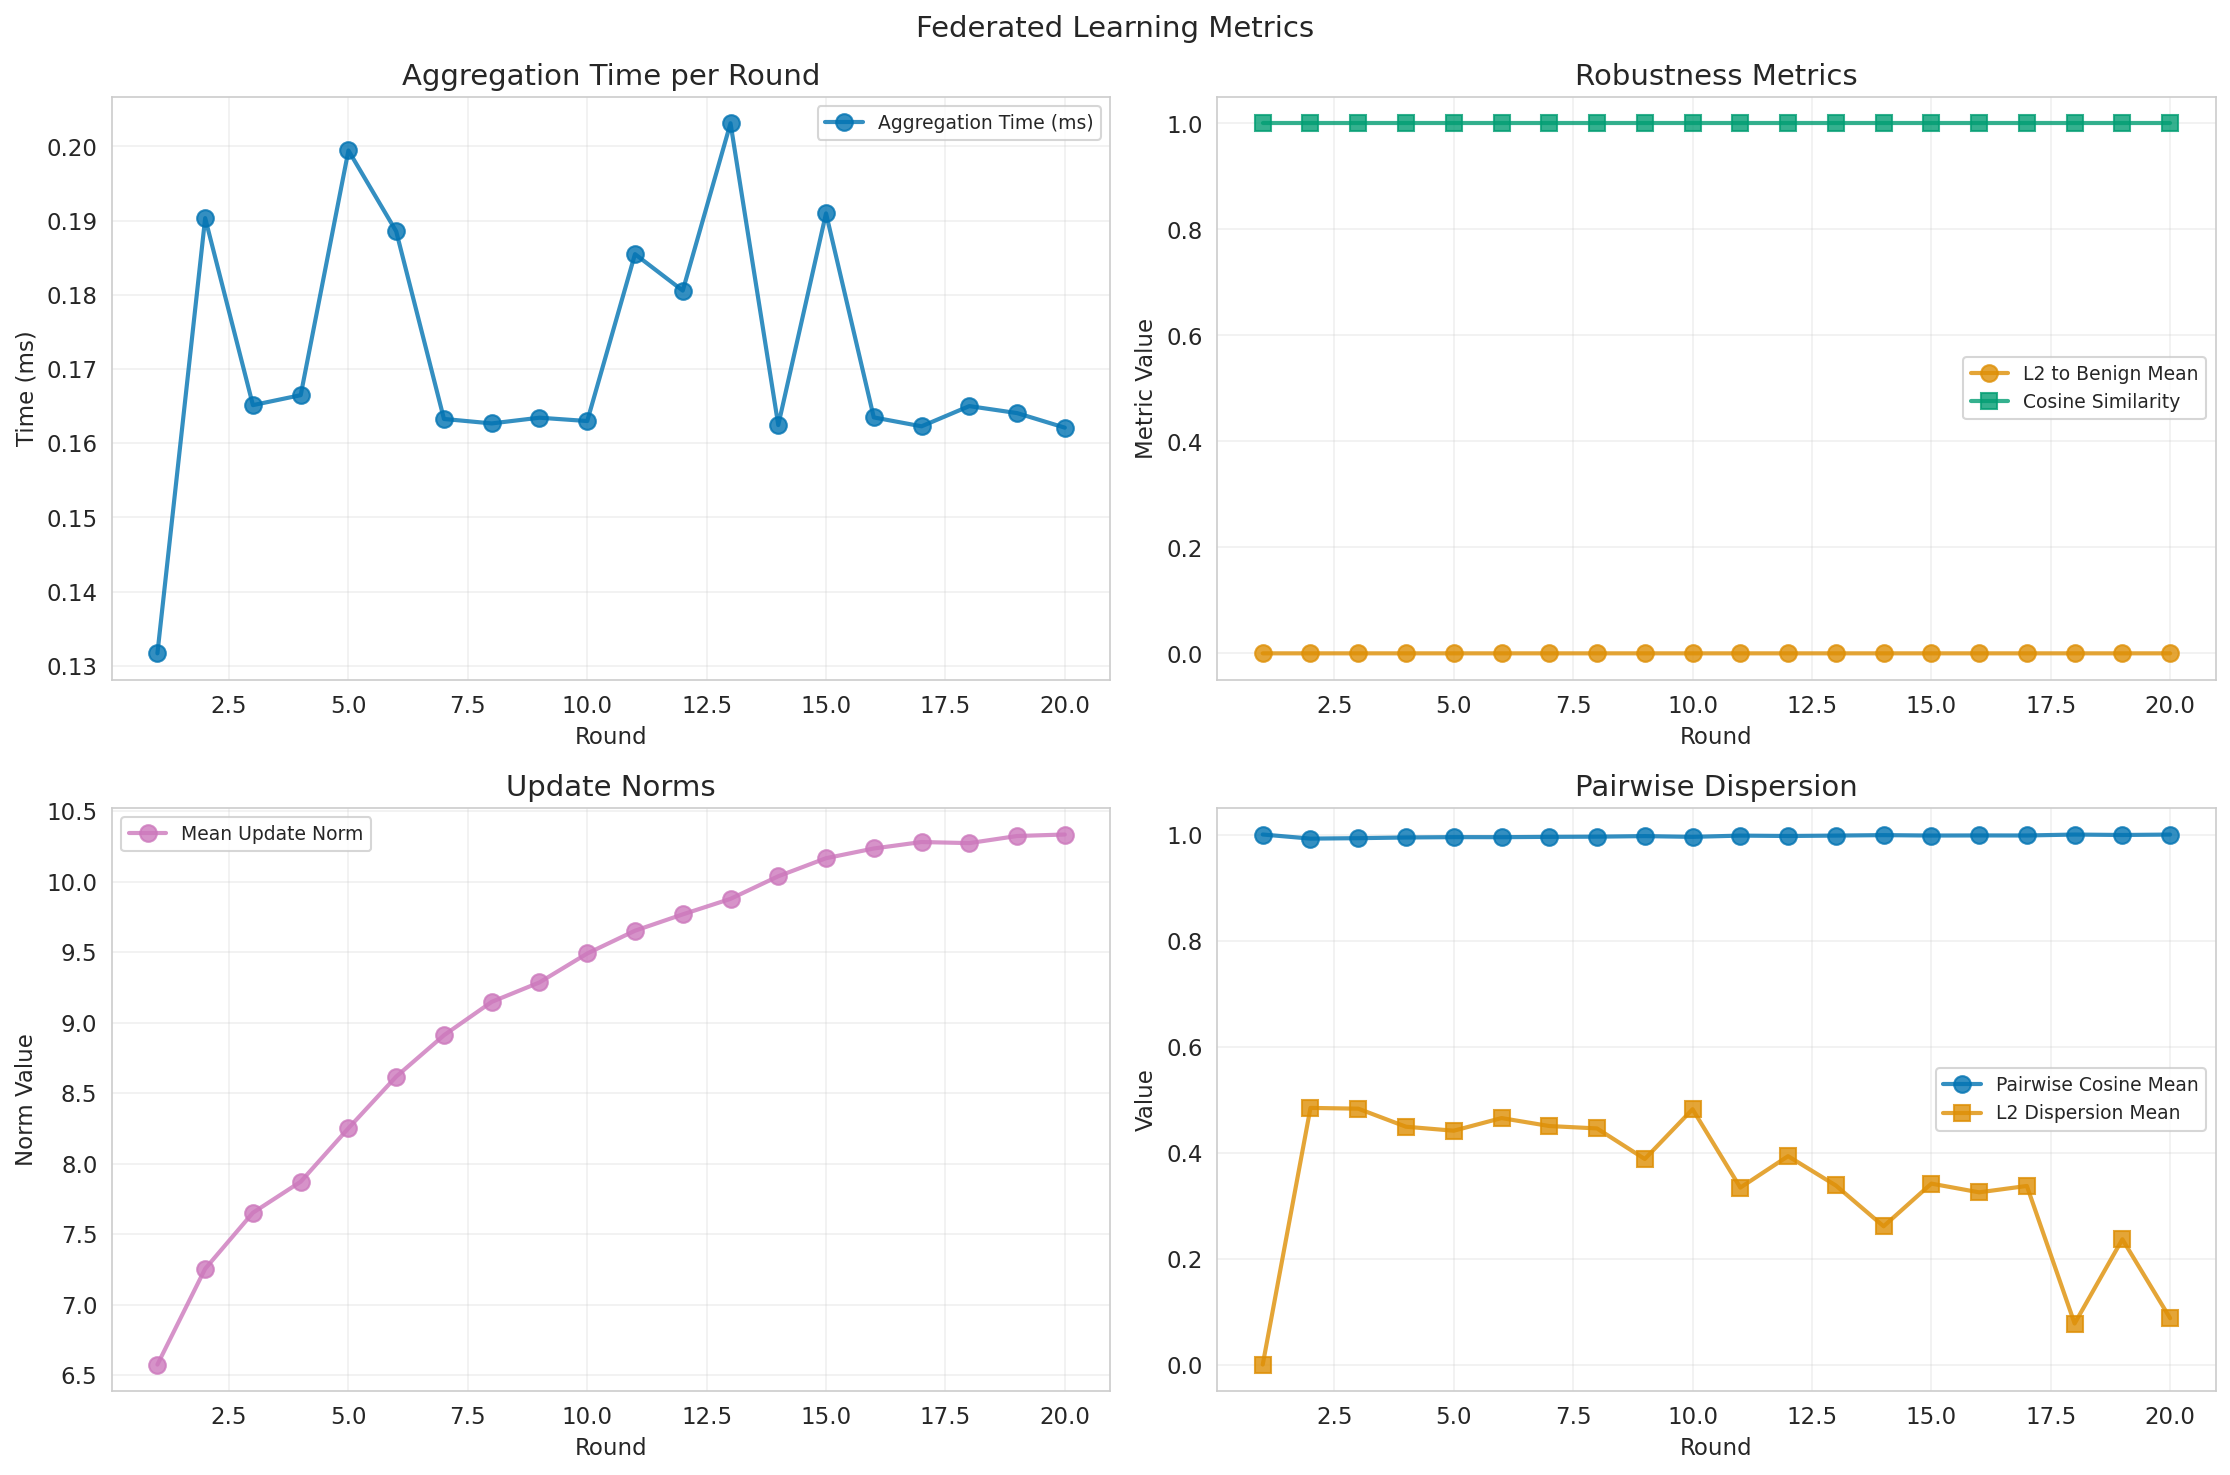 Federated Learning Metrics
Aggregation Time per Round
Time (ms)
0.20
0.19
0.18
0.17
0.16
0.15
0.14
0.13
Aggregation Time (ms)
2.5 5.0 7.5 10.0 12.5 15.0 17.5 20.0
Round
Robustness Metrics
Metric Value
1.0
0.8
0.6
0.4
0.2
0.0
L2 to Benign Mean
Cosine Similarity
2.5 5.0 7.5 10.0 12.5 15.0 17.5 20.0
Round
Update Norms
Norm Value
10.5
10.0
9.5
9.0
8.5
8.0
7.5
7.0
6.5
Mean Update Norm
2.5 5.0 7.5 10.0 12.5 15.0 17.5 20.0
Round
Pairwise Dispersion
Value
1.0
0.8
0.6
0.4
0.2
0.0
Pairwise Cosine Mean
L2 Dispersion Mean
2.5 5.0 7.5 10.0 12.5 15.0 17.5 20.0
Round